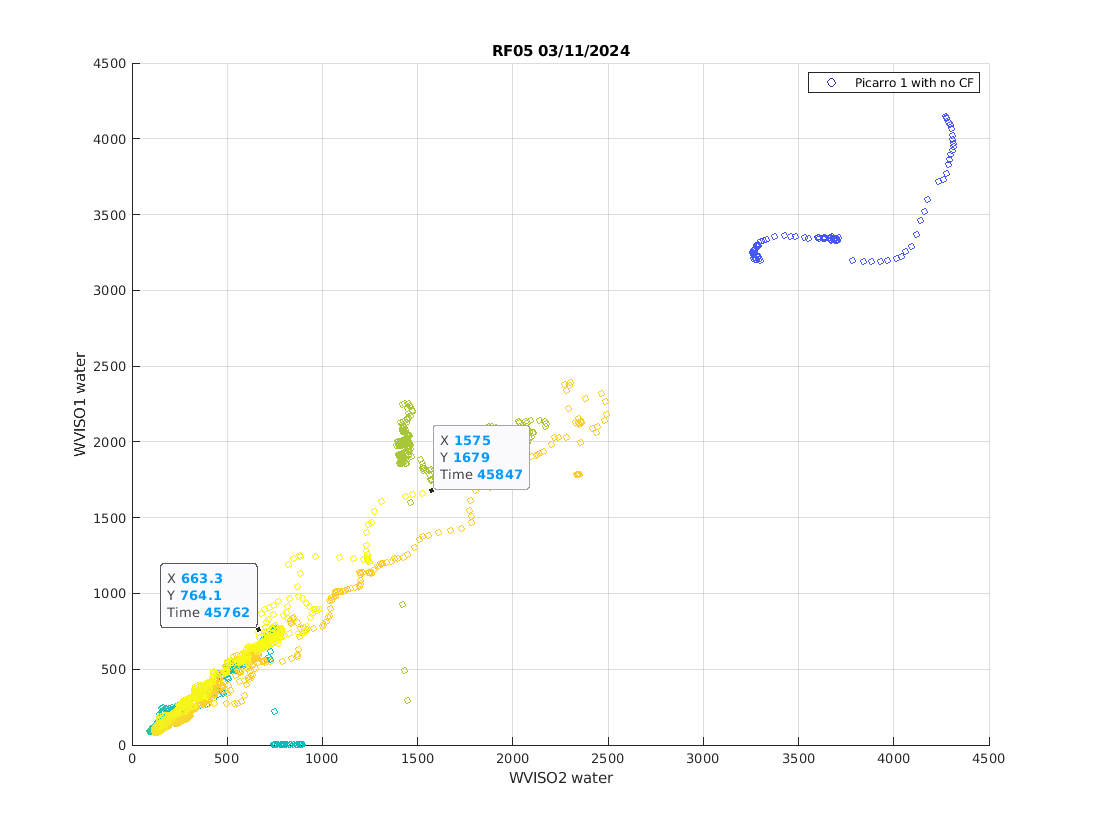 RF05 03/11/2024
Picarro 1 with no CF
WVISO1 water
4500
4000
3500
3000
2500
2000
1500
1000
500
0
X 1575
Y 1679
Time 45847
X 663.3
Y 764.1
Time 45762
0 500 1000 1500 2000 2500 3000 3500 4000 4500
WVISO2 water